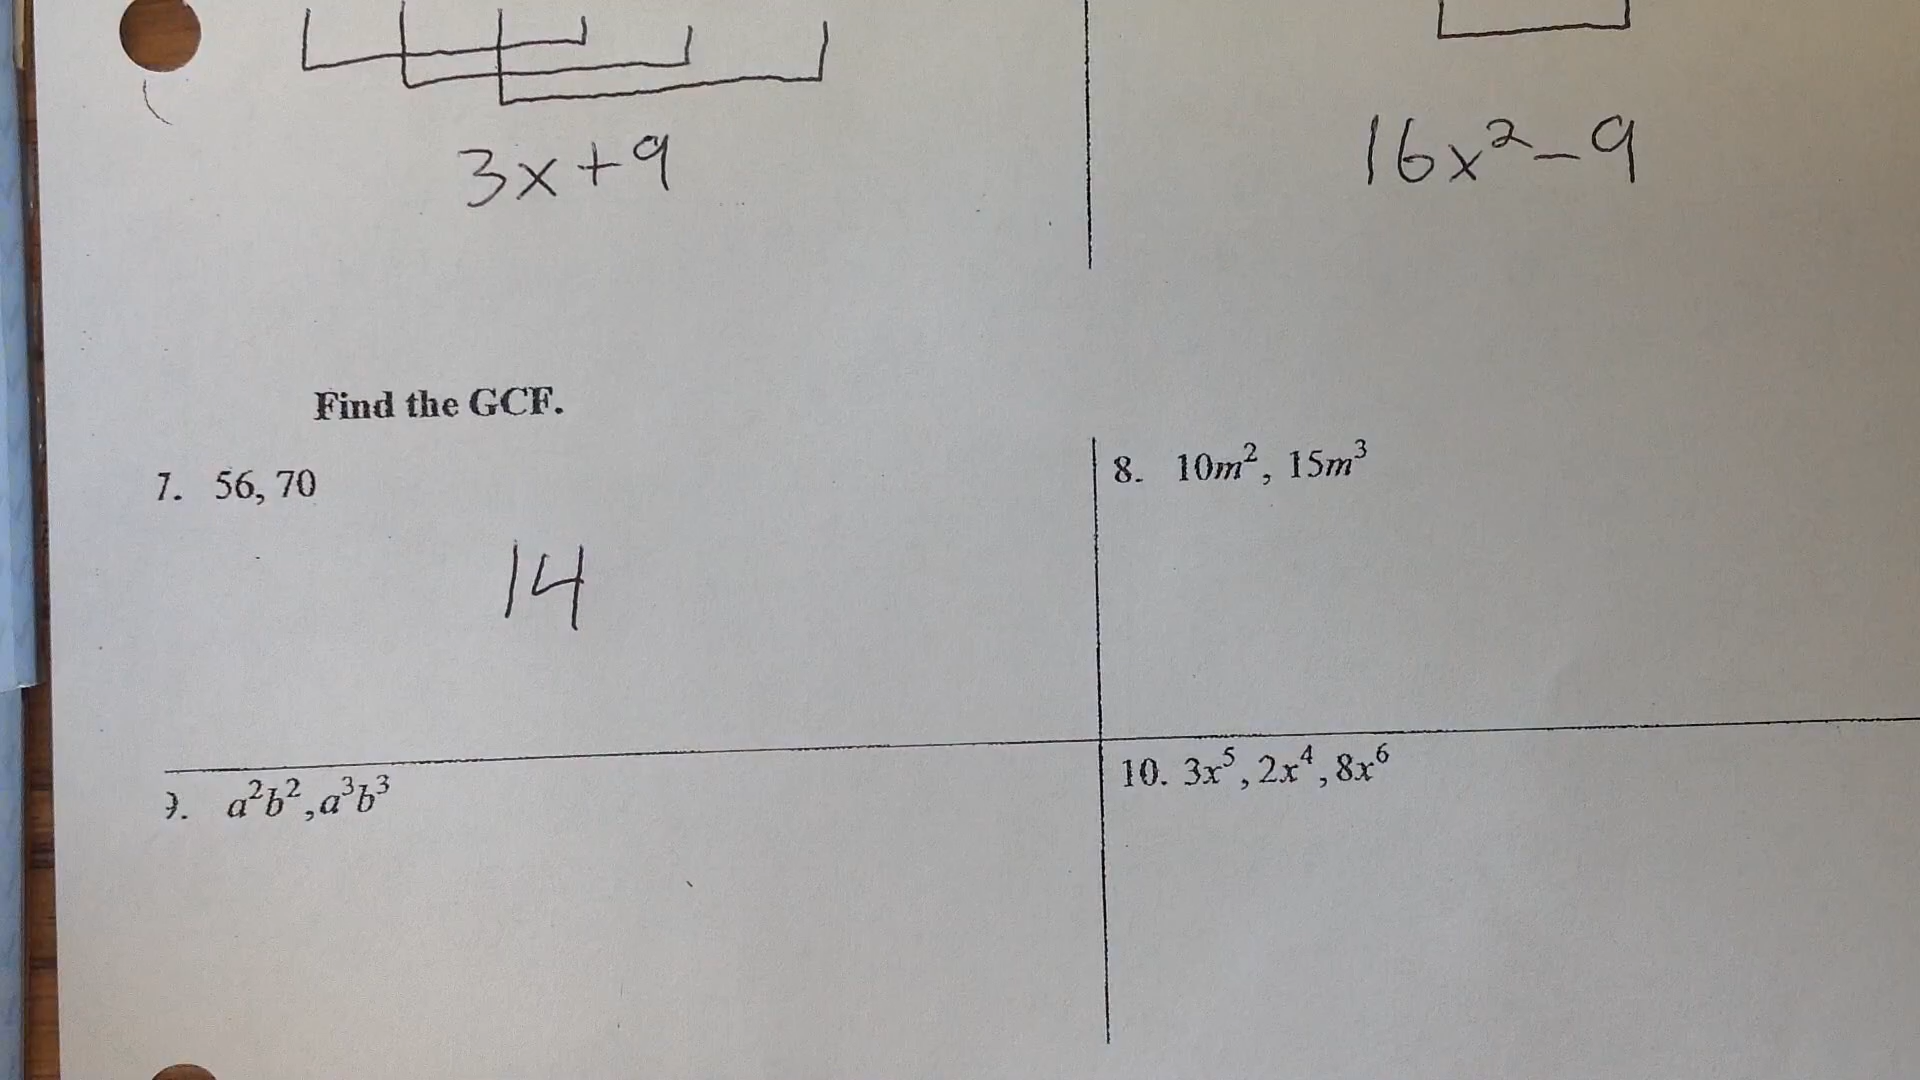 3x+9
16x²-9
Find the GCF.
7. 56, 70
8. 10m², 15m³
14
9. a²b², a³b³
10. 3x⁵, 2x⁴, 8x⁶